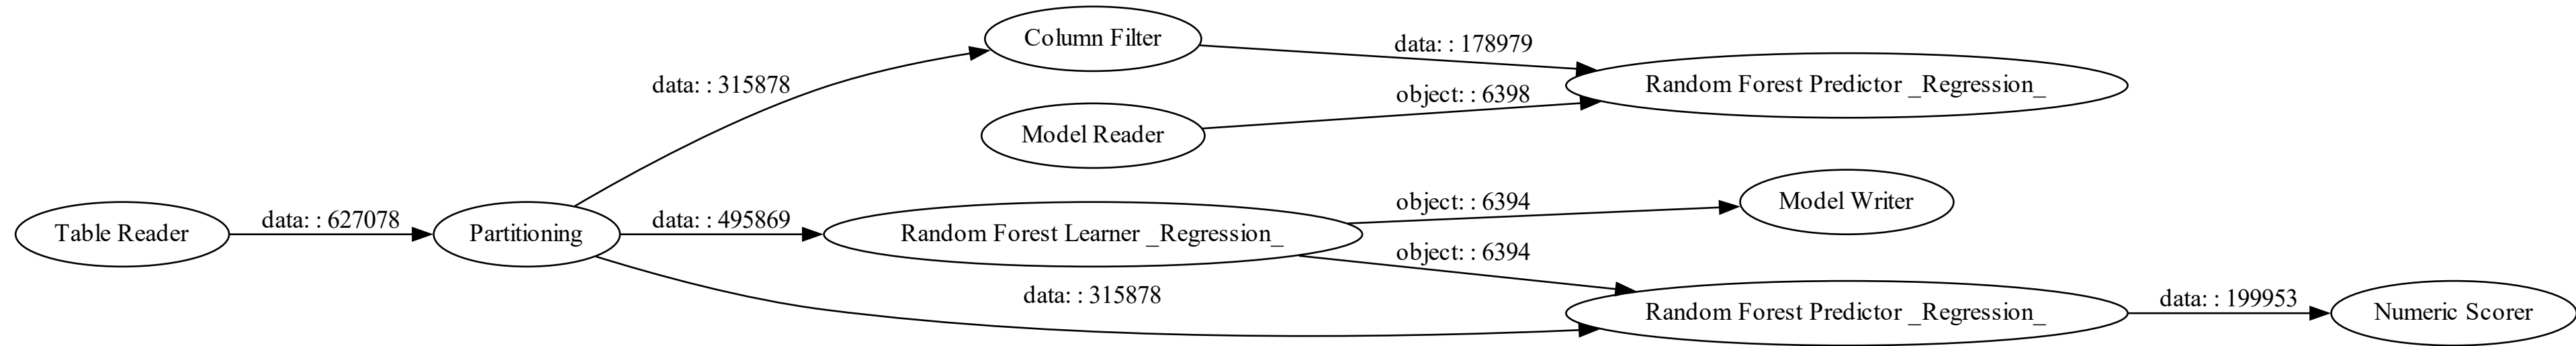 Column Filter
data: : 178979
data: : 315878
Random Forest Predictor _Regression_
object: : 6398
Model Reader
Table Reader
data: : 627078
Partitioning
data: : 495869
Random Forest Learner _Regression_
object: : 6394
Model Writer
object: : 6394
data: : 315878
Random Forest Predictor _Regression_
data: : 199953
Numeric Scorer